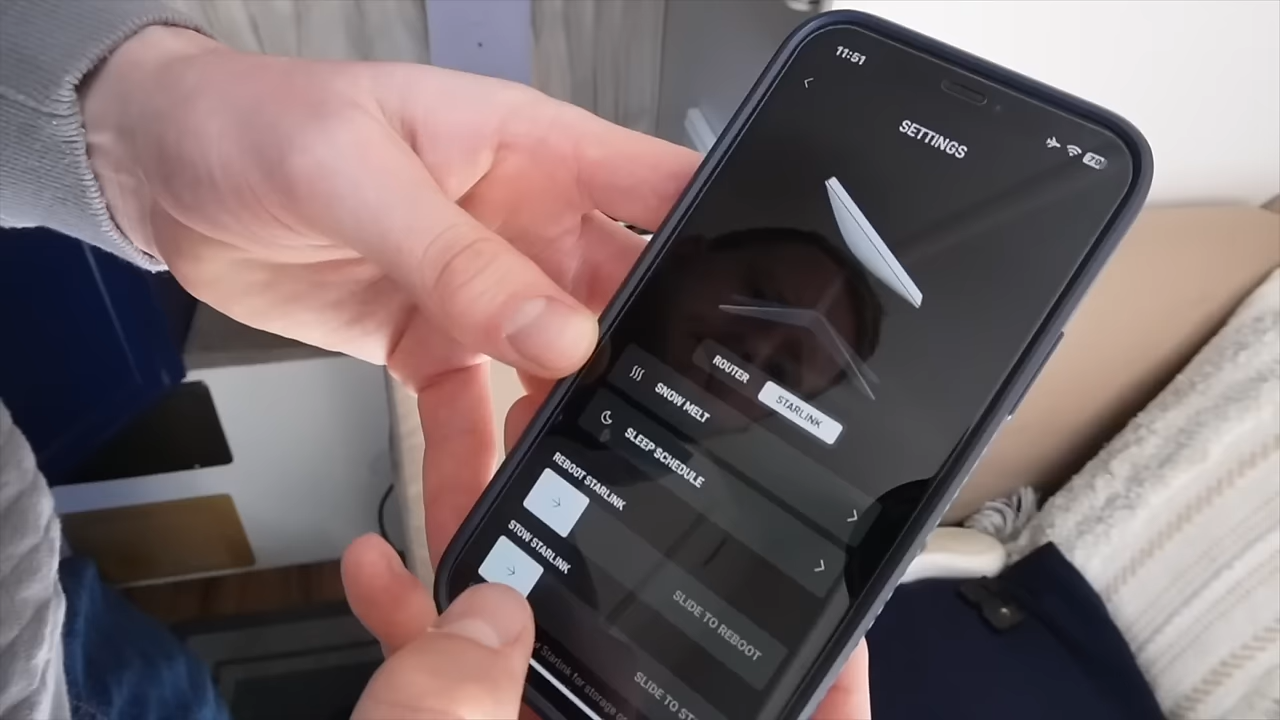 11:51
70
SETTINGS
ROUTER
STARLINK
SNOW MELT
SLEEP SCHEDULE
REBOOT STARLINK
SLIDE TO REBOOT
STOW STARLINK
SLIDE TO
Starlink for storage